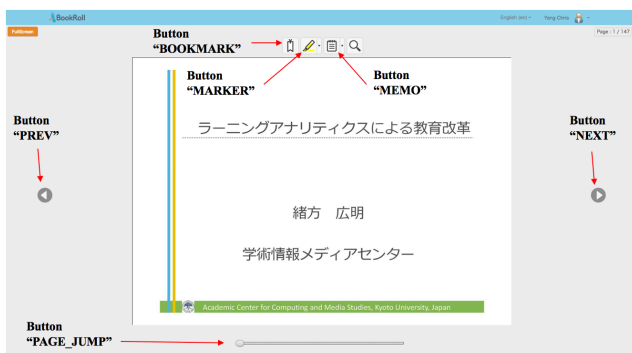 BookRoll
English (en)
Yang Chris
FullScreen
Page : 1 / 147
Button
“BOOKMARK”
Button
“MARKER”
Button
“MEMO”
Button
“PREV”
Button
“NEXT”
ラーニングアナリティクスによる教育改革
緒方　広明
学術情報メディアセンター
Academic Center for Computing and Media Studies, Kyoto University, Japan
Button
“PAGE_JUMP”